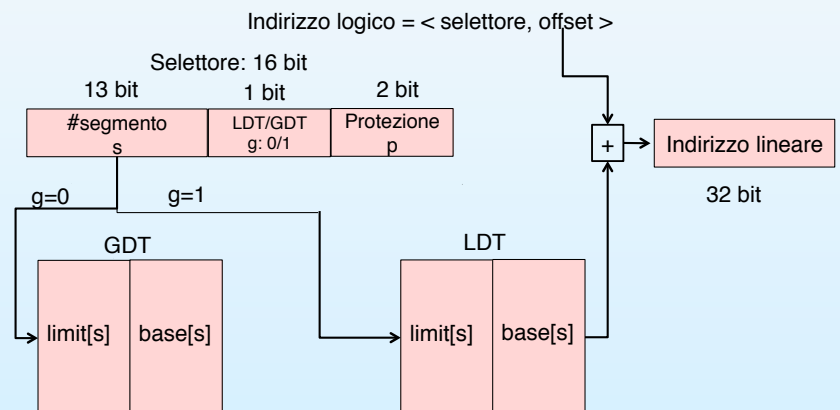 Indirizzo logico = < selettore, offset >
Selettore: 16 bit
13 bit
1 bit
2 bit
#segmento
s
LDT/GDT
g: 0/1
Protezione
p
+
Indirizzo lineare
32 bit
g=0
g=1
GDT
LDT
limit[s]
base[s]
limit[s]
base[s]